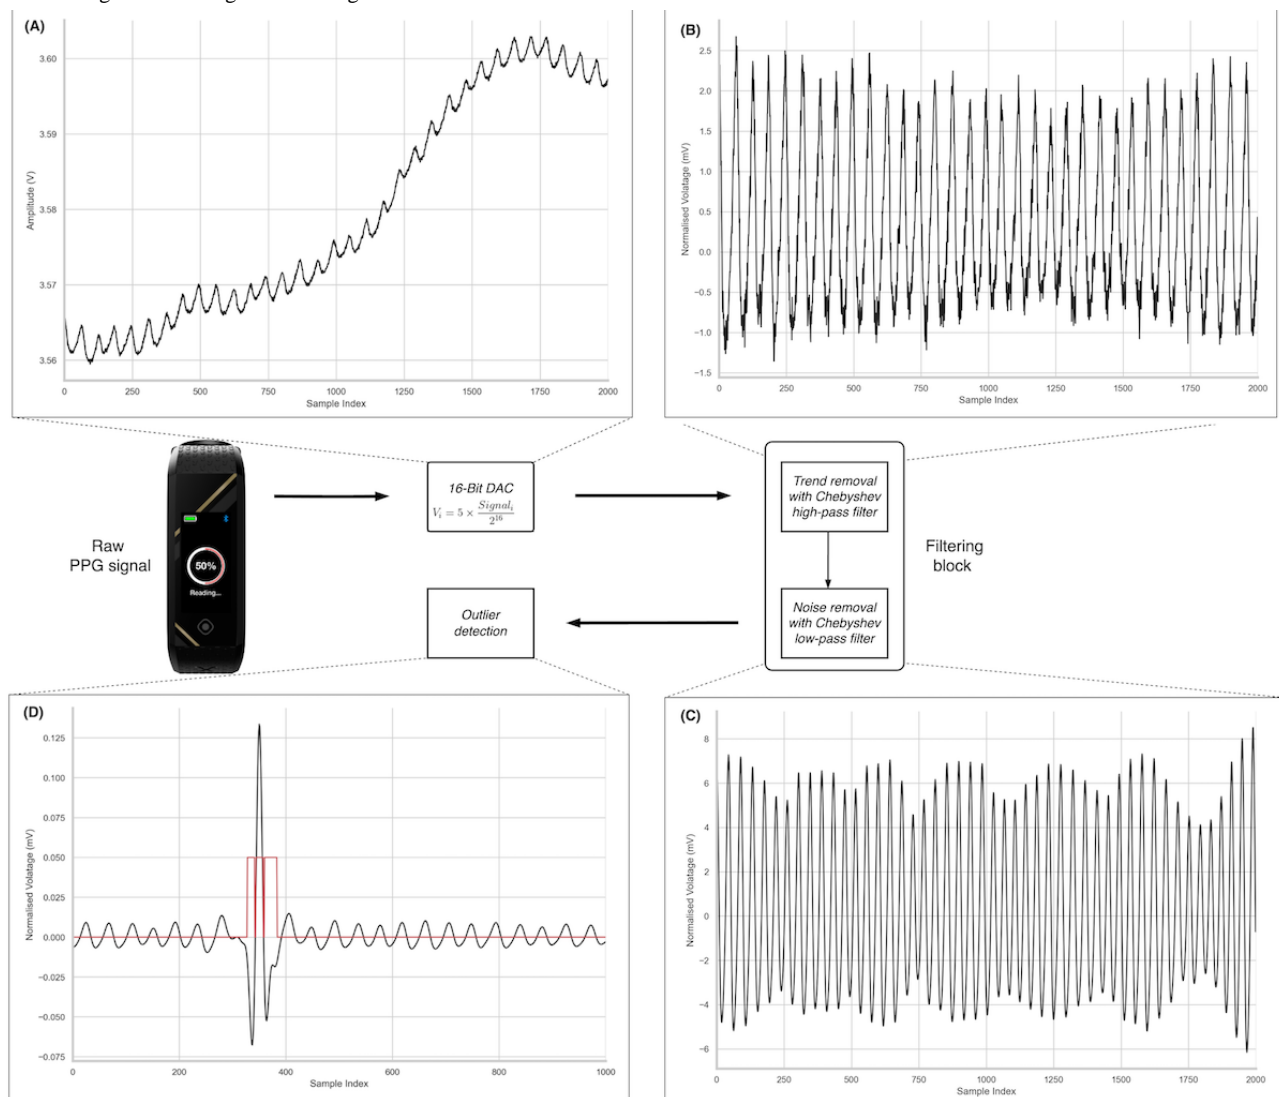 (A)
3.60
3.59
3.58
3.57
3.56
Amplitude (V)
0 250 500 750 1000 1250 1500 1750 2000
Sample Index
(B)
2.5
2.0
1.5
1.0
0.5
0.0
−0.5
−1.0
−1.5
Normalised Volatage (mV)
0 250 500 750 1000 1250 1500 1750 2000
Sample Index
Raw
PPG signal
50%
Reading...
16-Bit DAC
V_i = 5 × Signal_i / 2^16
Trend removal
with Chebyshev
high-pass filter
Filtering
block
Noise removal
with Chebyshev
low-pass filter
Outlier
detection
(D)
0.125
0.100
0.075
0.050
0.025
0.000
−0.025
−0.050
−0.075
Normalised Volatage (mV)
0 200 400 600 800 1000
Sample Index
(C)
8
6
4
2
0
−2
−4
−6
Normalised Volatage (mV)
0 250 500 750 1000 1250 1500 1750 2000
Sample Index